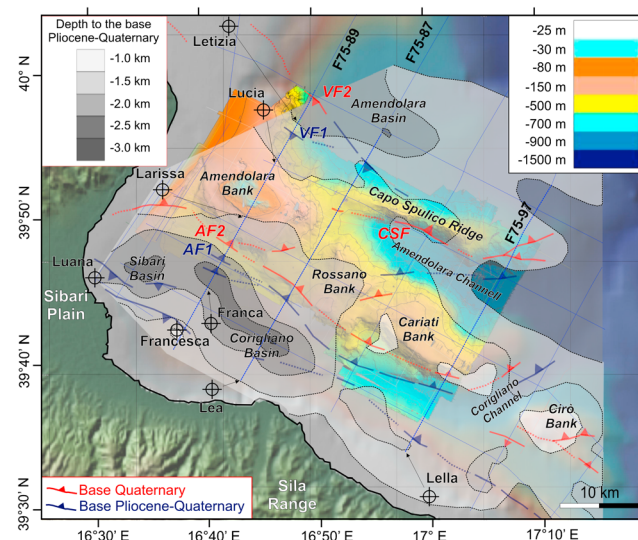 Depth to the base
Pliocene-Quaternary
-1.0 km
-1.5 km
-2.0 km
-2.5 km
-3.0 km
-25 m
-30 m
-80 m
-150 m
-500 m
-700 m
-900 m
-1500 m
Letizia
F75-89
F75-87
40° N
Lucia
VF2
Amendolara
Basin
VF1
Larissa
Amendolara
Bank
Capo Spulico Ridge
F75-97
39°50' N
AF2
CSF
AF1
Amendolara Channell
Luana
Sibari
Basin
Rossano
Bank
Sibari
Plain
Franca
Cariati
Bank
Francesca
Corigliano
Basin
39°40' N
Lea
Corigliano
Channel
Cirò
Bank
Lella
Sila
Range
Base Quaternary
Base Pliocene-Quaternary
10 km
39°30' N
16°30'E
16°40'E
16°50'E
17°E
17°10'E